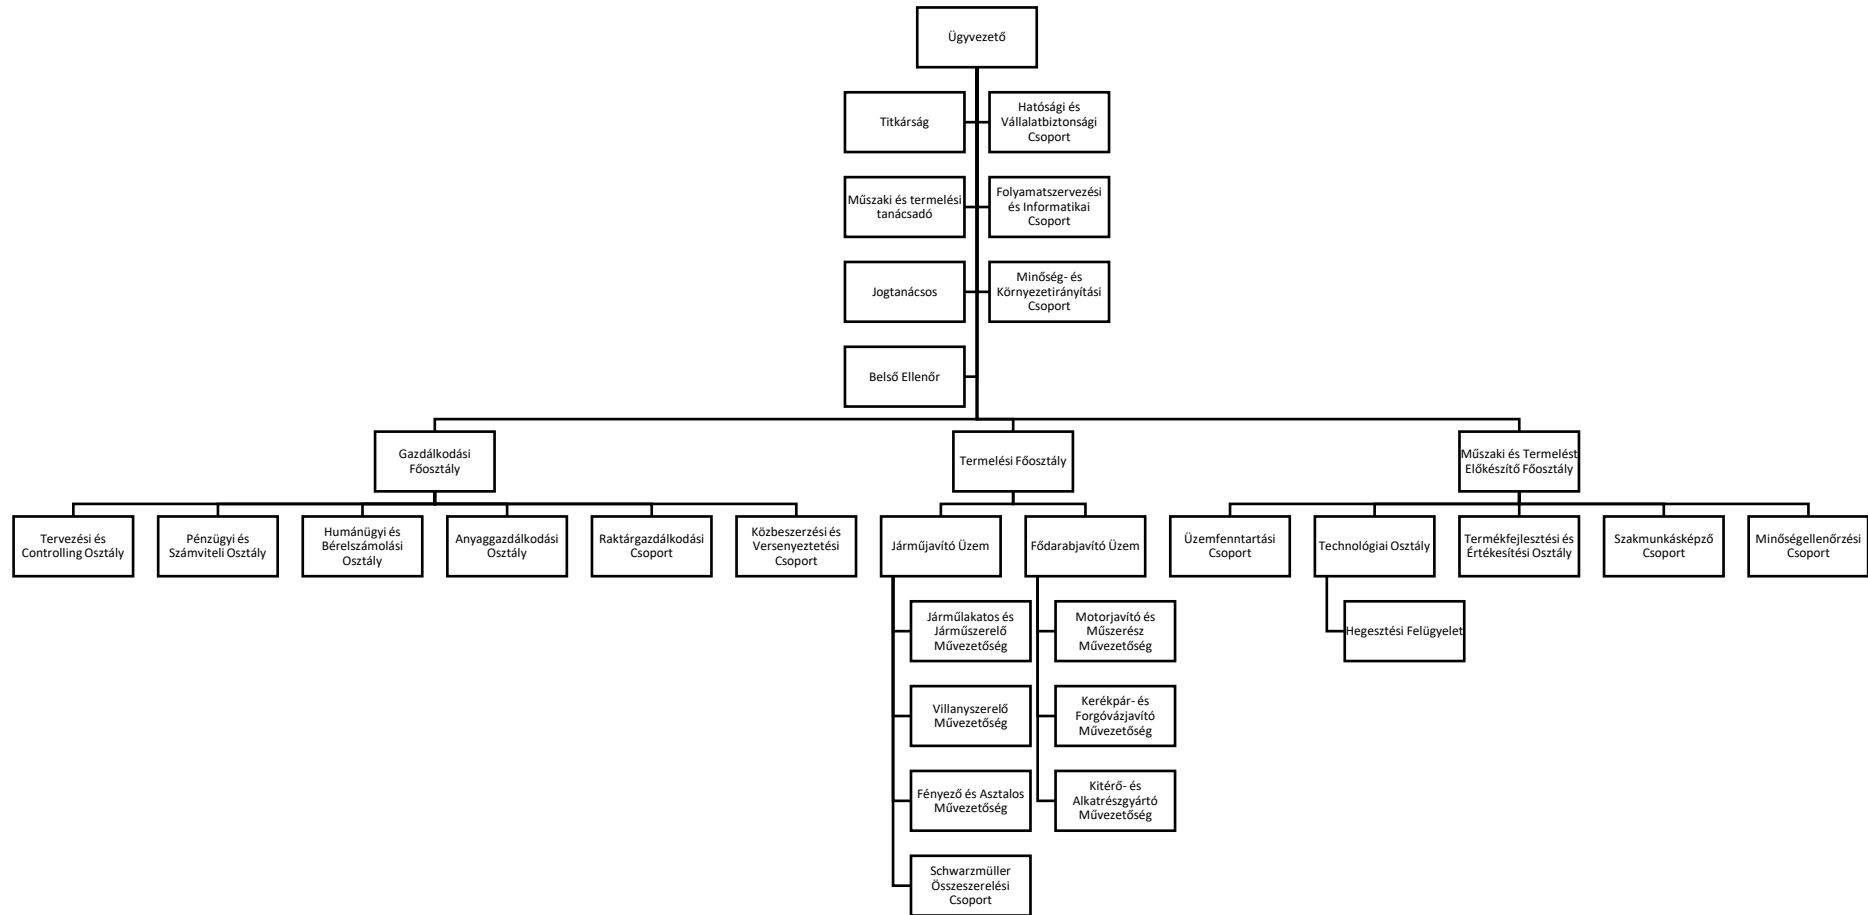 Ügyvezető
Titkárság
Hatósági és
Vállalatbiztonsági
Csoport
Műszaki és termelési
tanácsadó
Folyamatszervezési
és Informatikai
Csoport
Jogtanácsos
Minőség- és
Környezetirányítási
Csoport
Belső Ellenőr
Gazdálkodási
Főosztály
Termelési Főosztály
Műszaki és Termelést
Előkészítő Főosztály
Tervezési és
Controlling Osztály
Pénzügyi és
Számviteli Osztály
Humánügyi és
Bérelszámolási
Osztály
Anyaggazdálkodási
Osztály
Raktárgazdálkodási
Csoport
Közbeszerzési és
Versenyeztetési
Csoport
Járműjavító Üzem
Fődarabjavító Üzem
Üzemfenntartási
Csoport
Technológiai Osztály
Termékfejlesztési és
Értékesítési Osztály
Szakmunkásképző
Csoport
Minőségellenőrzési
Csoport
Járműlakatos és
Járműszerelő
Művezetőség
Motorjavító és
Műszerész
Művezetőség
Hegesztési Felügyelet
Villanyszerelő
Művezetőség
Kerékpár- és
Forgóvázjavító
Művezetőség
Fényező és Asztalos
Művezetőség
Kitérő- és
Alkatrészgyártó
Művezetőség
Schwarzmüller
Összeszerelési
Csoport